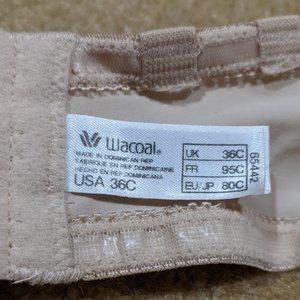 Wacoal®
MADE IN DOMINICAN REP
FABRIQUE EN REP DOMINICAINE
HECHO EN REP DOMINICANA
USA 36C
UK 36C
FR 95C
EU/JP 80C
65442